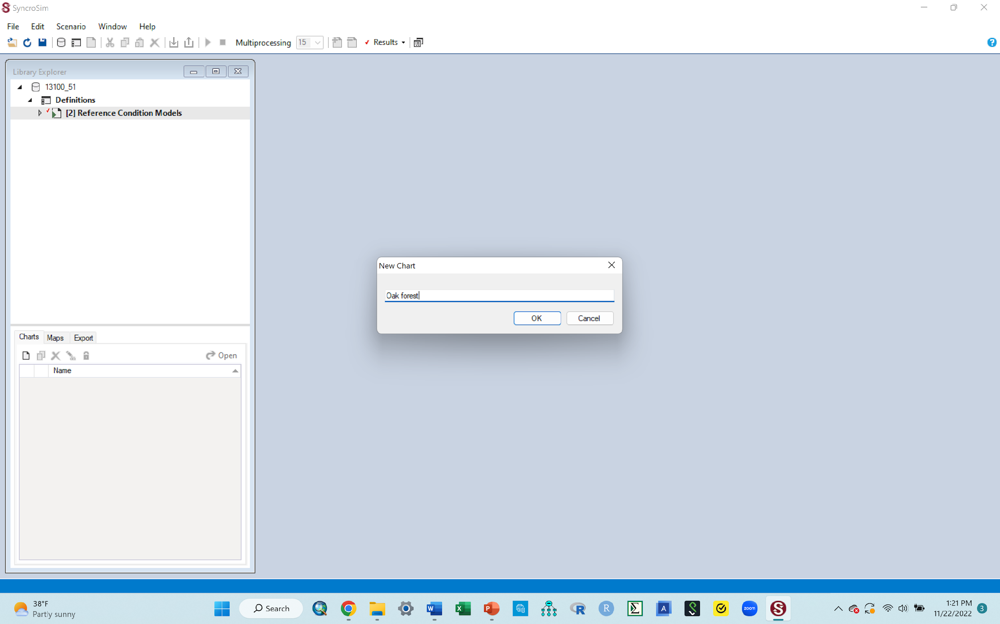 SyncroSim
File Edit Scenario Window Help
Multiprocessing 15 Results
Library Explorer
13100_51
Definitions
[2] Reference Condition Models
New Chart
Oak forest
OK Cancel
Charts Maps Export
Open
Name
38°F
Partly sunny
Search
zoom
1:21 PM
11/22/2022
3